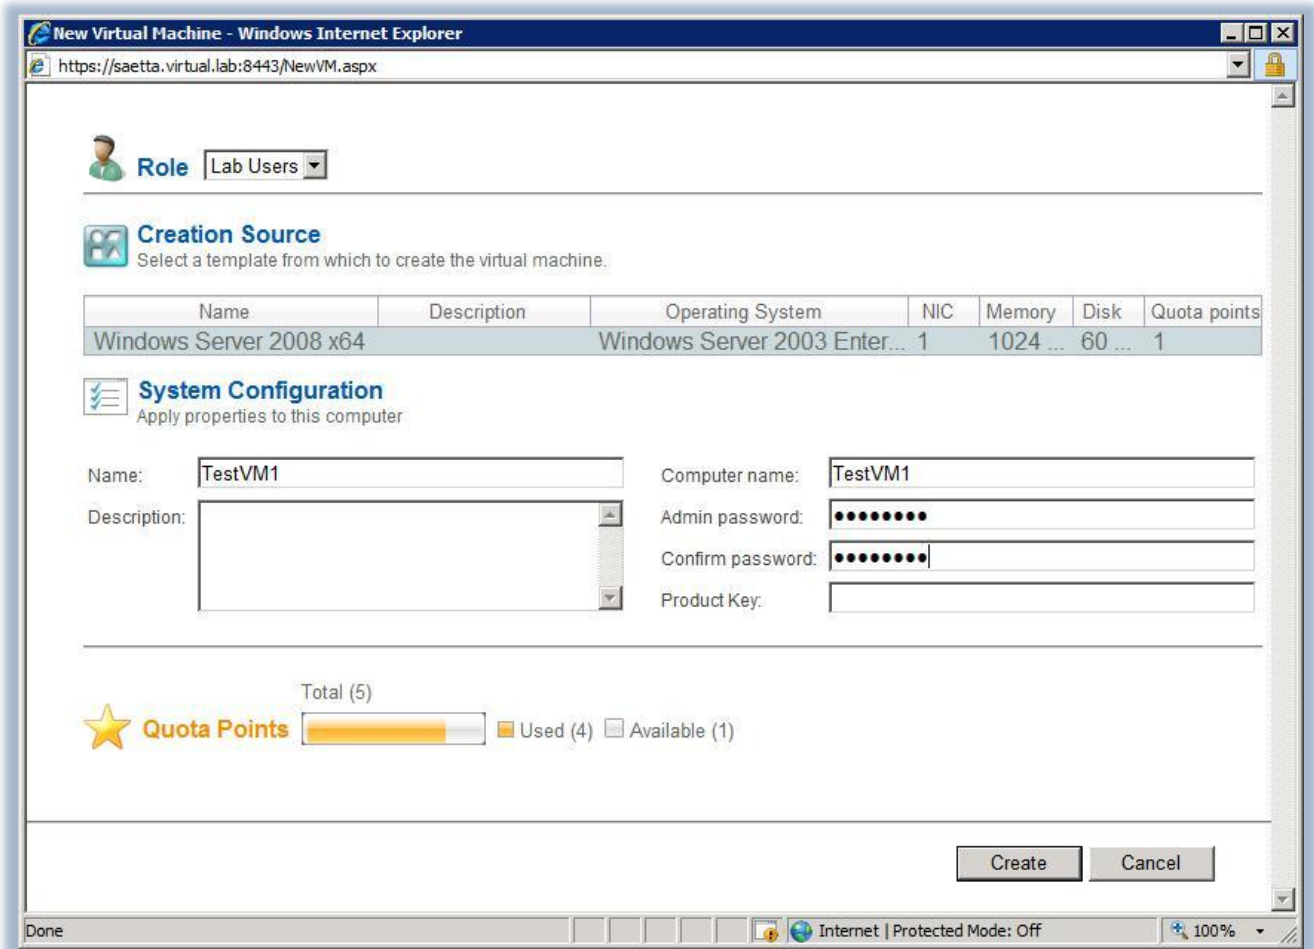 New Virtual Machine - Windows Internet Explorer
https://saetta.virtual.lab:8443/NewVM.aspx
Role Lab Users
Creation Source
Select a template from which to create the virtual machine.
Name Description Operating System NIC Memory Disk Quota points
Windows Server 2008 x64 Windows Server 2003 Enter... 1 1024 ... 60 ... 1
System Configuration
Apply properties to this computer
Name: TestVM1 Computer name: TestVM1
Description: Admin password: ●●●●●●●●
Confirm password: ●●●●●●●●
Product Key:
Total (5)
Quota Points Used (4) Available (1)
Create Cancel
Done Internet | Protected Mode: Off 100%